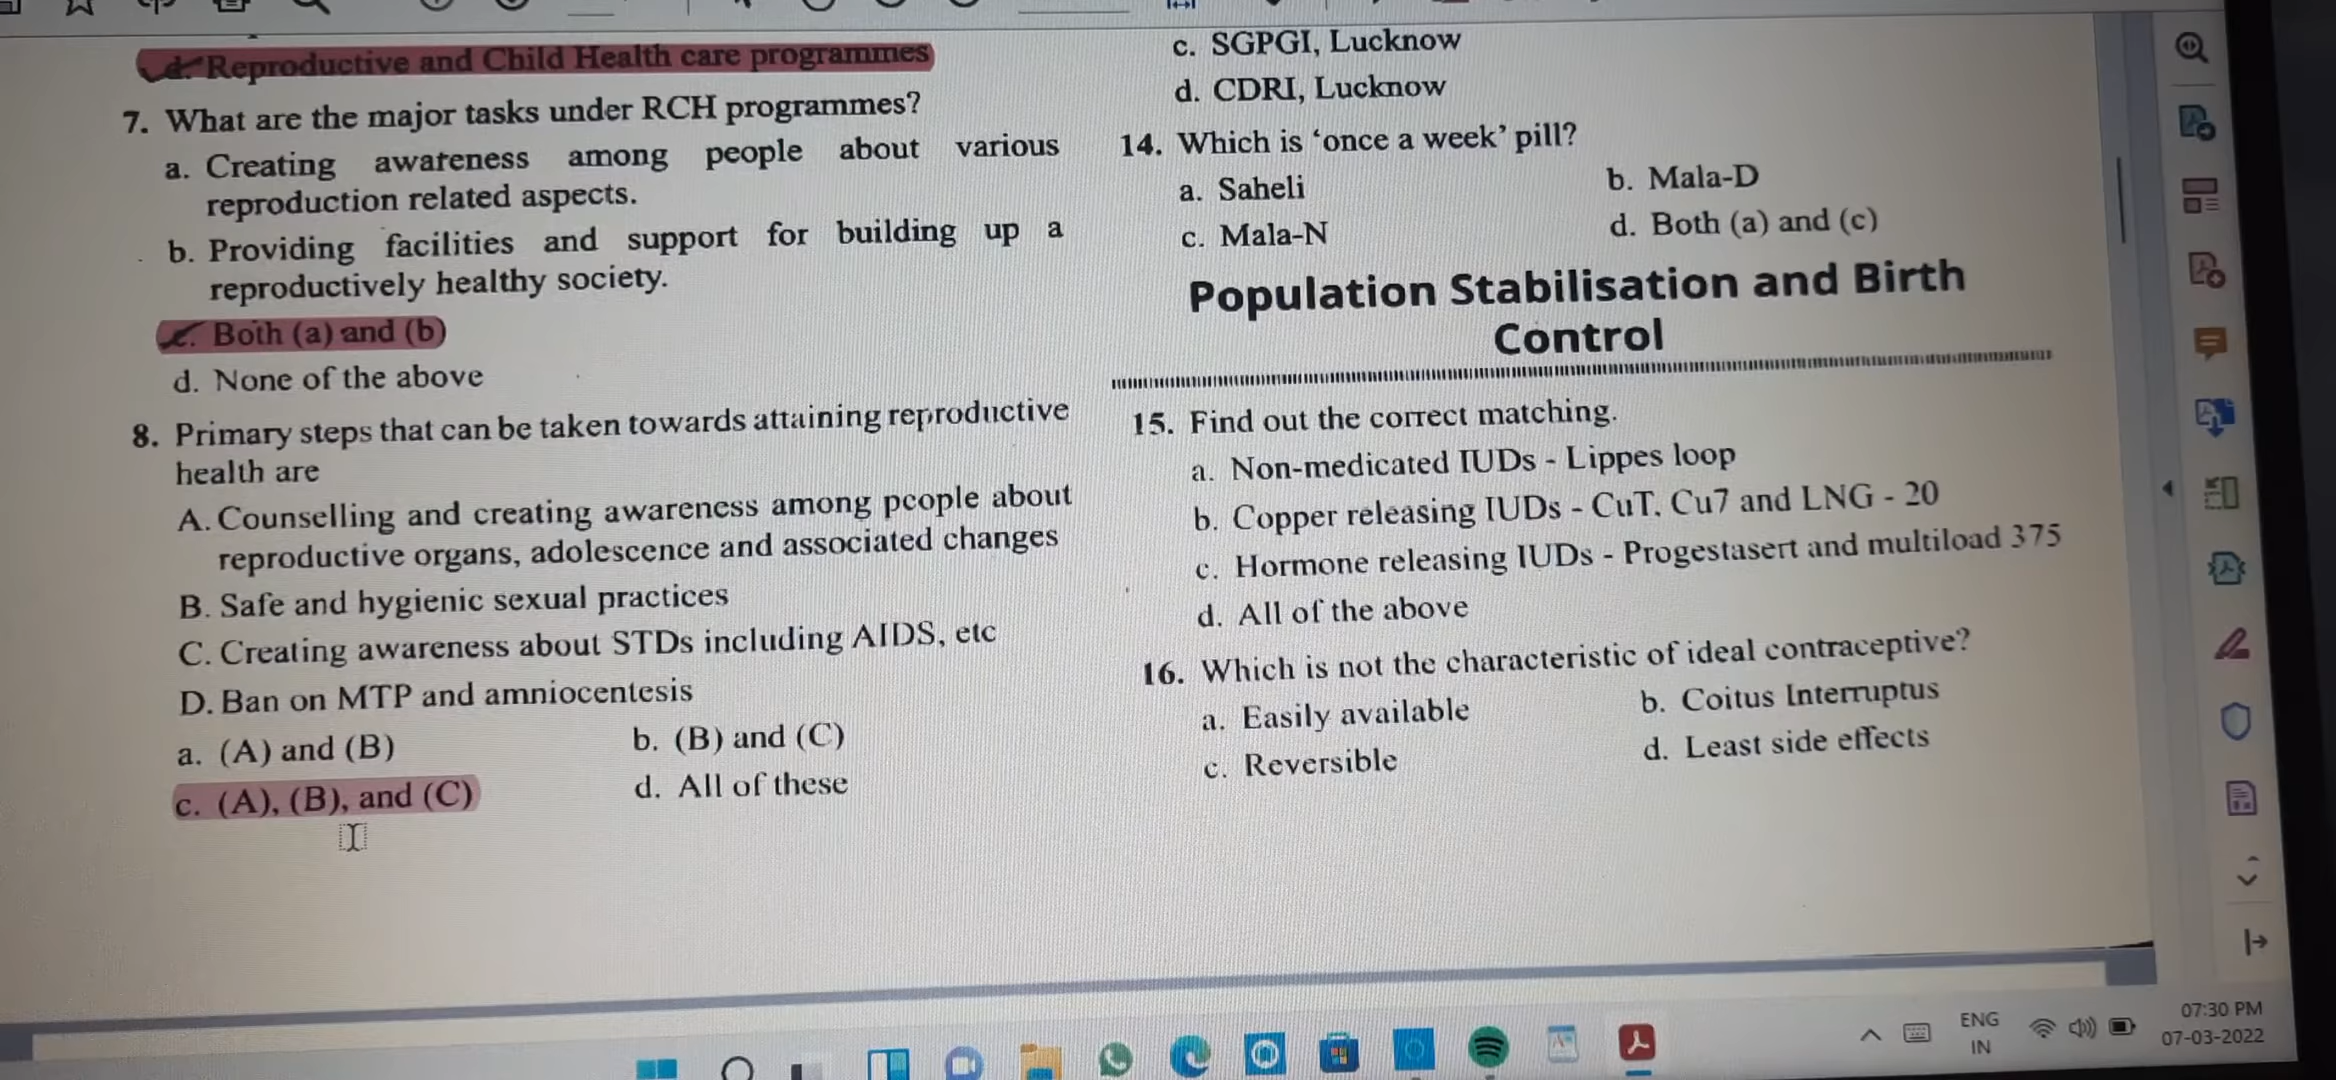 d. Reproductive and Child Health care programmes
7. What are the major tasks under RCH programmes?
a. Creating awareness among people about various
reproduction related aspects.
b. Providing facilities and support for building up a
reproductively healthy society.
c. Both (a) and (b)
d. None of the above
8. Primary steps that can be taken towards attaining reproductive
health are
A. Counselling and creating awareness among people about
reproductive organs, adolescence and associated changes
B. Safe and hygienic sexual practices
C. Creating awareness about STDs including AIDS, etc
D. Ban on MTP and amniocentesis
a. (A) and (B) b. (B) and (C)
c. (A), (B), and (C) d. All of these
c. SGPGI, Lucknow
d. CDRI, Lucknow
14. Which is ‘once a week’ pill?
a. Saheli b. Mala-D
c. Mala-N d. Both (a) and (c)
Population Stabilisation and Birth
Control
15. Find out the correct matching.
a. Non-medicated IUDs - Lippes loop
b. Copper releasing IUDs - CuT, Cu7 and LNG - 20
c. Hormone releasing IUDs - Progestasert and multiload 375
d. All of the above
16. Which is not the characteristic of ideal contraceptive?
a. Easily available b. Coitus Interruptus
c. Reversible d. Least side effects
ENG
IN
07:30 PM
07-03-2022